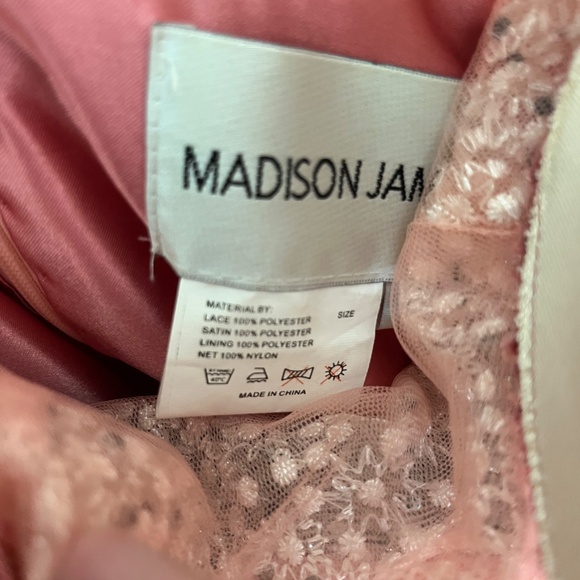 MADISON JAM
MATERIAL BY:
LACE 100% POLYESTER
SIZE
SATIN 100% POLYESTER
LINING 100% POLYESTER
NET 100% NYLON
40°C
MADE IN CHINA